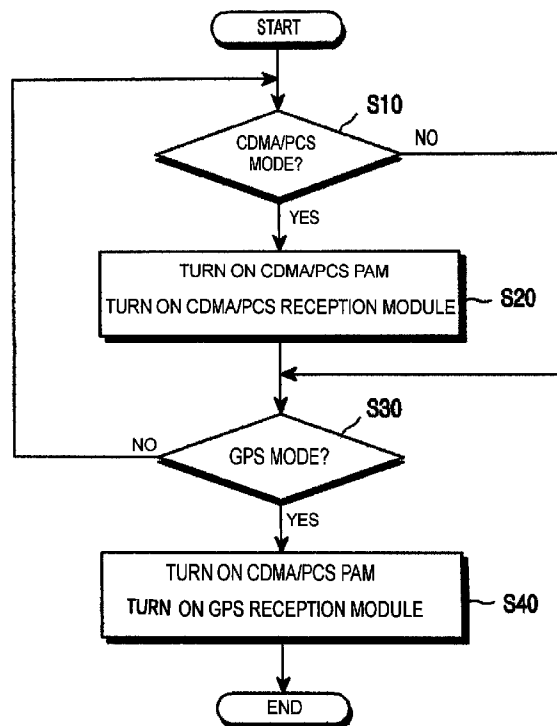 START
S10
CDMA/PCS
MODE?
NO
YES
TURN ON CDMA/PCS PAM
TURN ON CDMA/PCS RECEPTION MODULE
S20
S30
NO
GPS MODE?
YES
TURN ON CDMA/PCS PAM
TURN ON GPS RECEPTION MODULE
S40
END